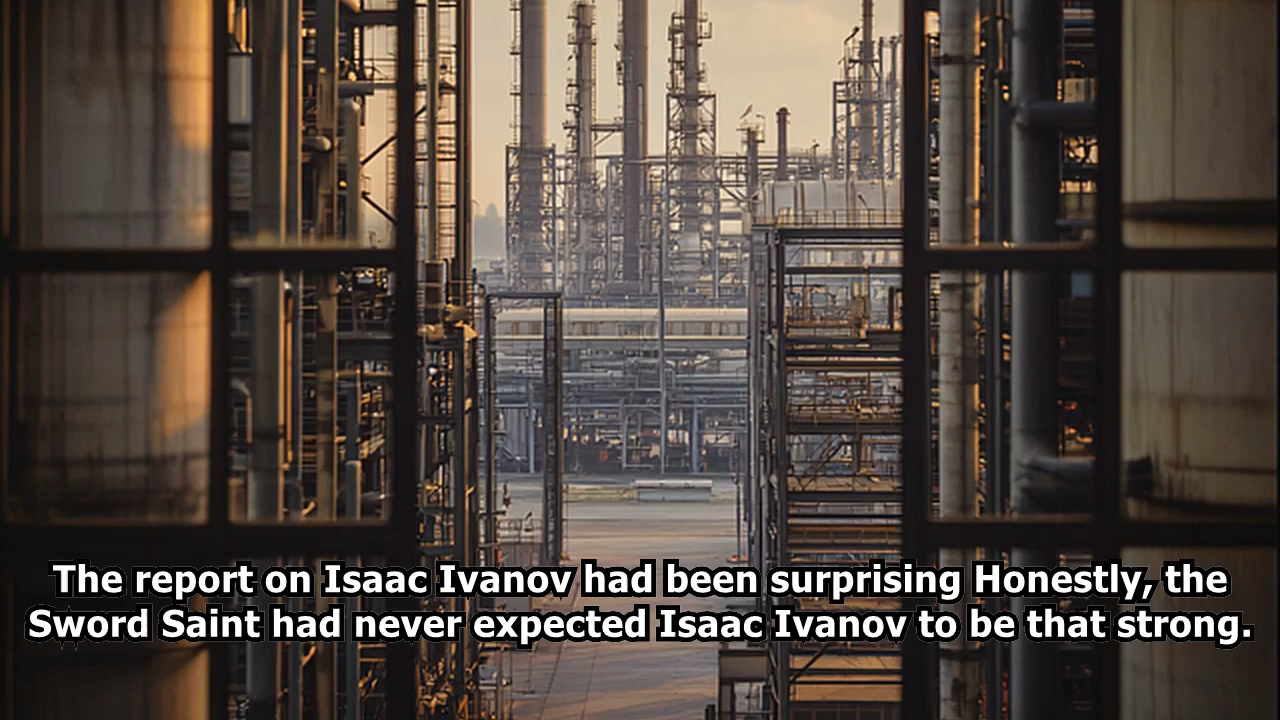 The report on Isaac Ivanov had been surprising Honestly, the
Sword Saint had never expected Isaac Ivanov to be that strong.